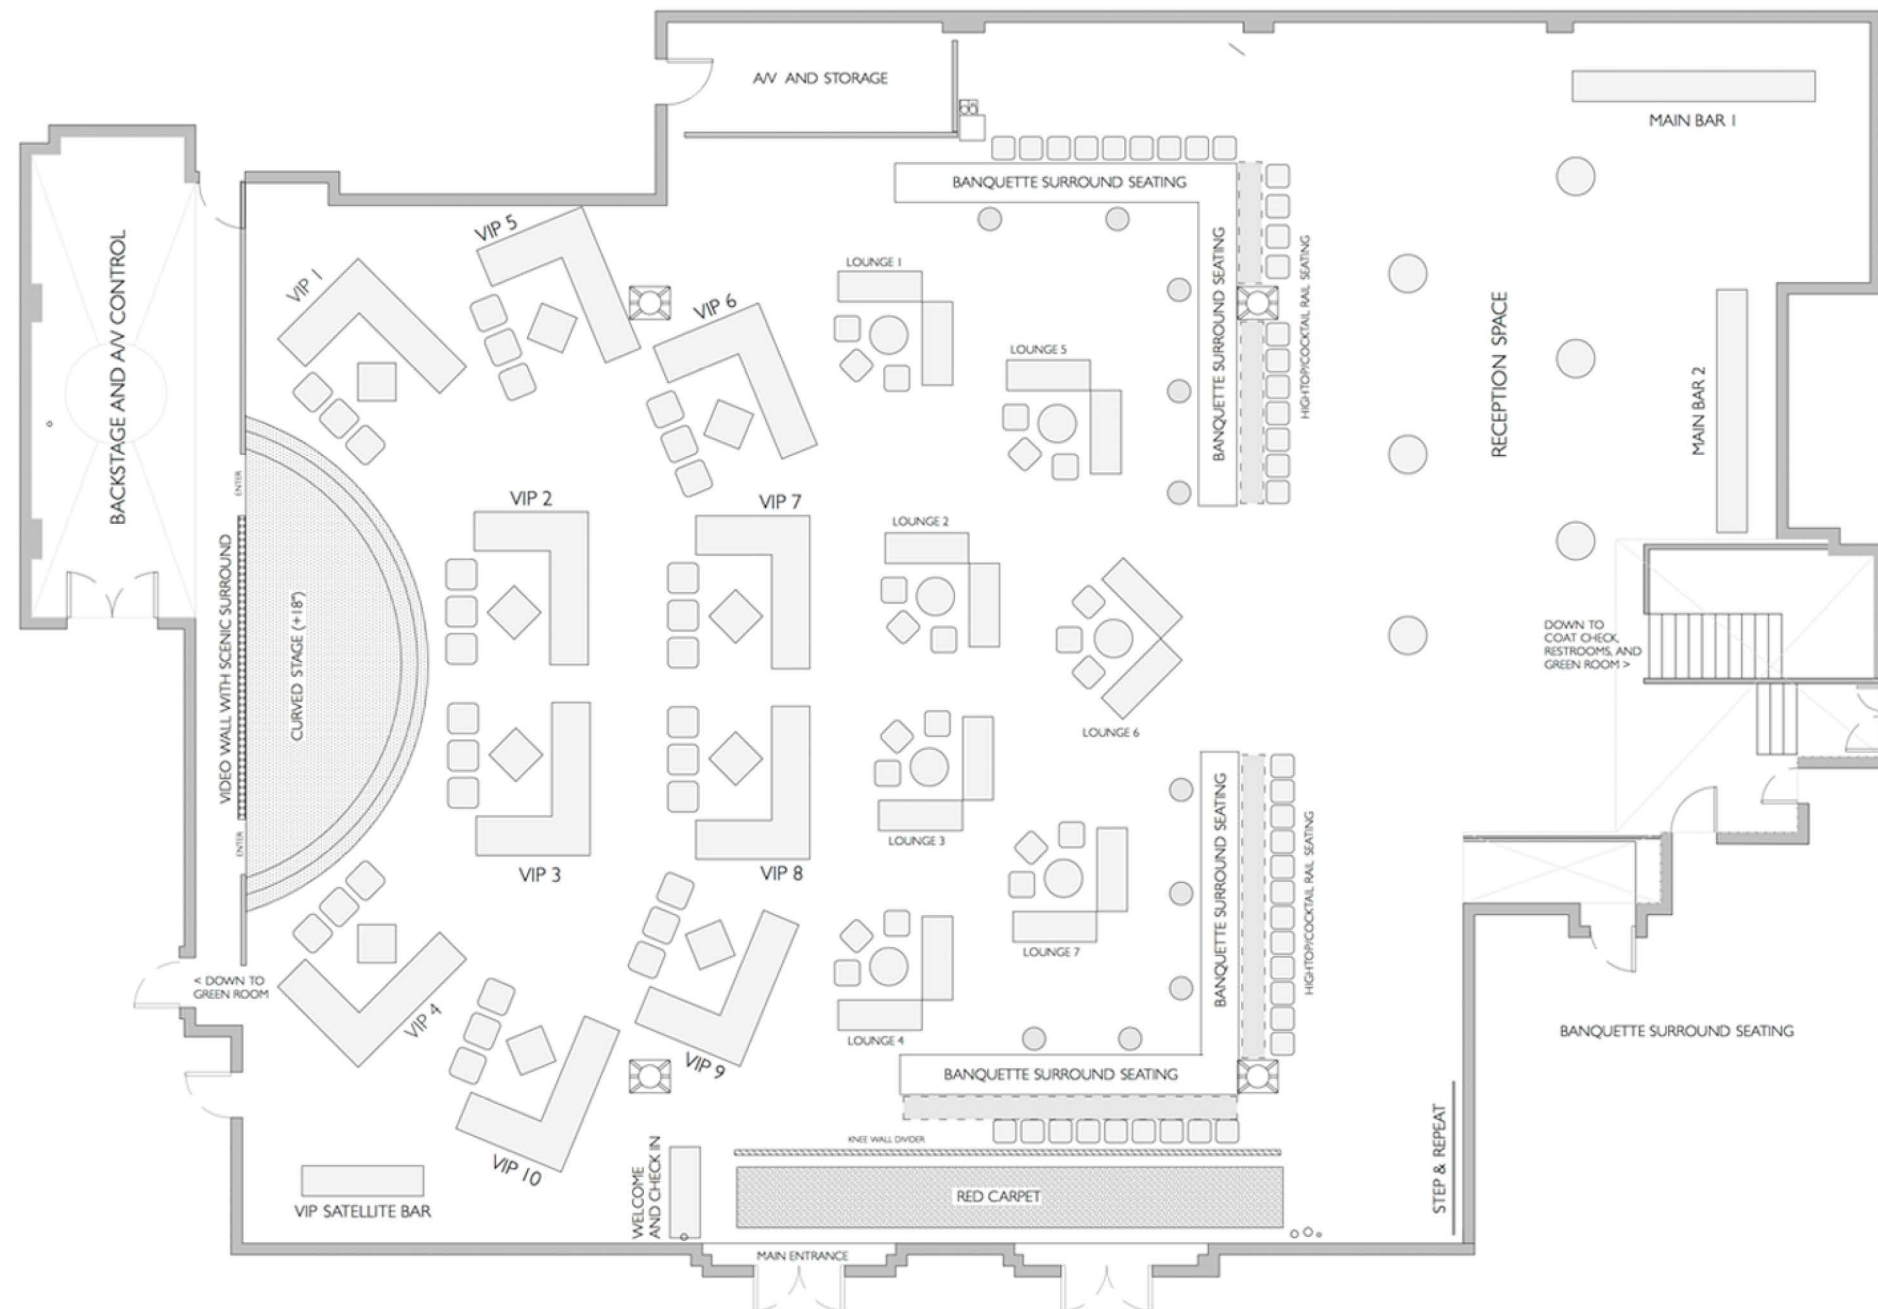 A/V AND STORAGE
MAIN BAR 1
BANQUETTE SURROUND SEATING
VIP 5
VIP 1
BACKSTAGE AND A/V CONTROL
LOUNGE 1
VIP 6
BANQUETTE SURROUND SEATING
HIGHTOP/COCKTAIL RAIL SEATING
RECEPTION SPACE
LOUNGE 5
MAIN BAR 2
ENTER
VIP 2
VIP 7
LOUNGE 2
VIDEO WALL WITH SCENIC SURROUND
CURVED STAGE (+18")
DOWN TO
COAT CHECK,
RESTROOMS, AND
GREEN ROOM >
LOUNGE 6
ENTER
LOUNGE 3
VIP 3
VIP 8
BANQUETTE SURROUND SEATING
HIGHTOP/COCKTAIL RAIL SEATING
LOUNGE 7
< DOWN TO
GREEN ROOM
VIP 4
LOUNGE 4
VIP 9
BANQUETTE SURROUND SEATING
BANQUETTE SURROUND SEATING
KNEE WALL DIVIDER
VIP 10
WELCOME
AND CHECK IN
STEP & REPEAT
RED CARPET
VIP SATELLITE BAR
MAIN ENTRANCE